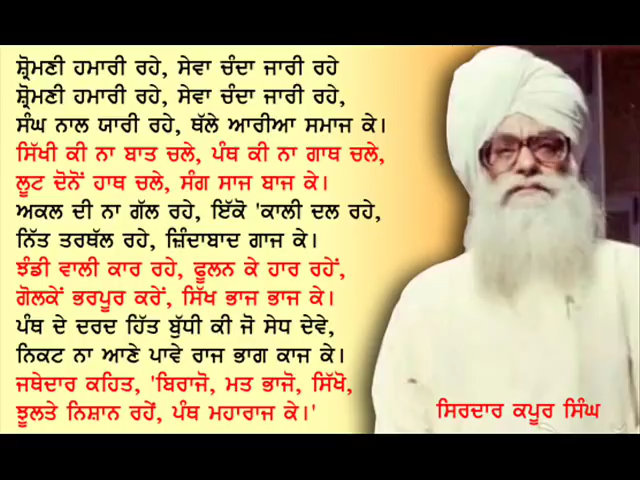 ਸ਼੍ਰੋਮਣੀ ਹਮਾਰੀ ਰਹੇ, ਸੇਵਾ ਚੰਦਾ ਜਾਰੀ ਰਹੇ
ਸ਼੍ਰੋਮਣੀ ਹਮਾਰੀ ਰਹੇ, ਸੇਵਾ ਚੰਦਾ ਜਾਰੀ ਰਹੇ,
ਸੰਘ ਨਾਲ ਯਾਰੀ ਰਹੇ, ਥੱਲੇ ਆਰੀਆ ਸਮਾਜ ਕੇ।
ਸਿੱਖੀ ਕੀ ਨਾ ਬਾਤ ਚਲੇ, ਪੰਥ ਕੀ ਨਾ ਗਾਥ ਚਲੇ,
ਲੂਟ ਦੋਨੋਂ ਹਾਥ ਚਲੇ, ਸੰਗ ਸਾਜ ਬਾਜ ਕੇ।
ਅਕਲ ਦੀ ਨਾ ਗੱਲ ਰਹੇ, ਇੱਕੋ 'ਕਾਲੀ ਦਲ ਰਹੇ,
ਨਿੱਤ ਤਰਥੱਲ ਰਹੇ, ਜ਼ਿੰਦਾਬਾਦ ਗਾਜ ਕੇ।
ਝੰਡੀ ਵਾਲੀ ਕਾਰ ਰਹੇ, ਫੂਲਨ ਕੇ ਹਾਰ ਰਹੇਂ,
ਗੋਲਕੇਂ ਭਰਪੂਰ ਕਰੇਂ, ਸਿੱਖ ਭਾਜ ਭਾਜ ਕੇ।
ਪੰਥ ਦੇ ਦਰਦ ਹਿੱਤ ਬੁੱਧੀ ਕੀ ਜੋ ਸੇਧ ਦੇਵੇ,
ਨਿਕਟ ਨਾ ਆਣੇ ਪਾਵੇ ਰਾਜ ਭਾਗ ਕਾਜ ਕੇ।
ਜਥੇਦਾਰ ਕਹਿਤ, 'ਬਿਰਾਜੋ, ਮਤ ਭਾਜੋ, ਸਿੱਖੋ,
ਝੂਲਤੇ ਨਿਸ਼ਾਨ ਰਹੇਂ, ਪੰਥ ਮਹਾਰਾਜ ਕੇ।'
ਸਿਰਦਾਰ ਕਪੂਰ ਸਿੰਘ